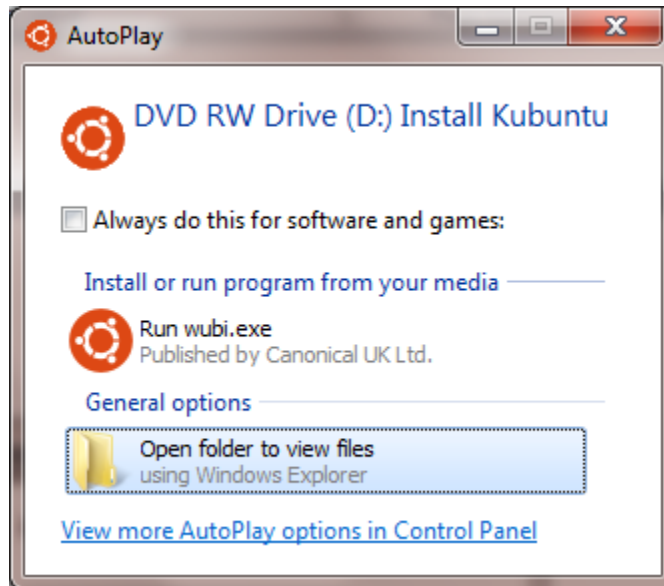 AutoPlay
DVD RW Drive (D:) Install Kubuntu
Always do this for software and games:
Install or run program from your media
Run wubi.exe
Published by Canonical UK Ltd.
General options
Open folder to view files
using Windows Explorer
View more AutoPlay options in Control Panel